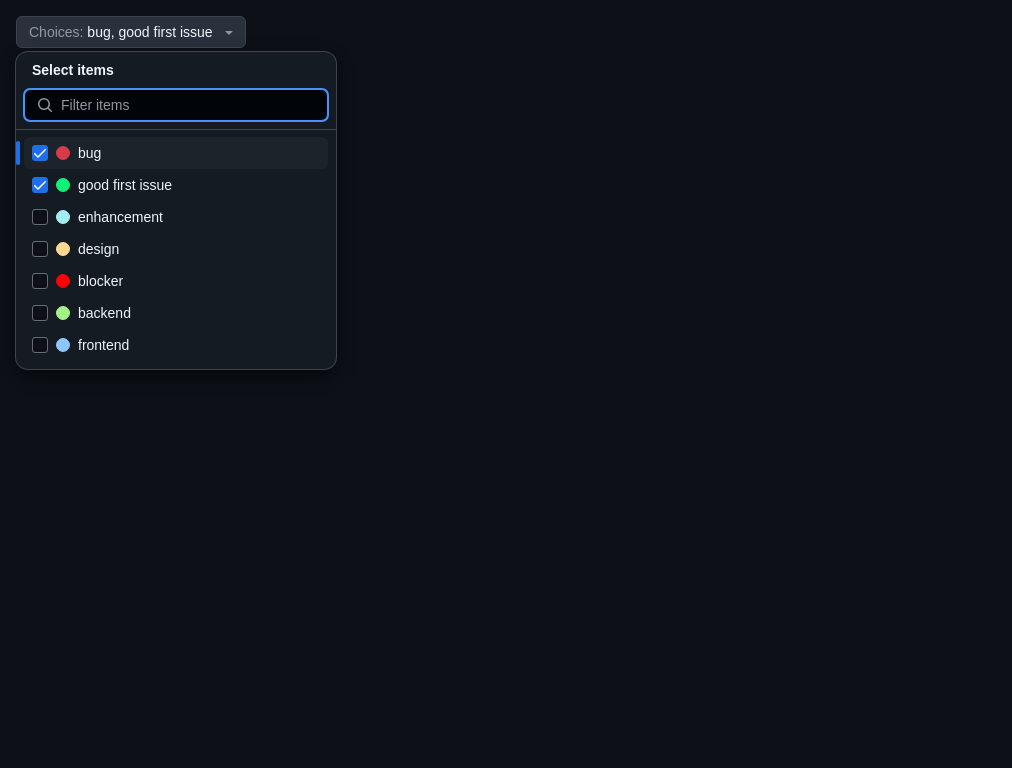 Choices: bug, good first issue
Select items
Filter items
bug
good first issue
enhancement
design
blocker
backend
frontend